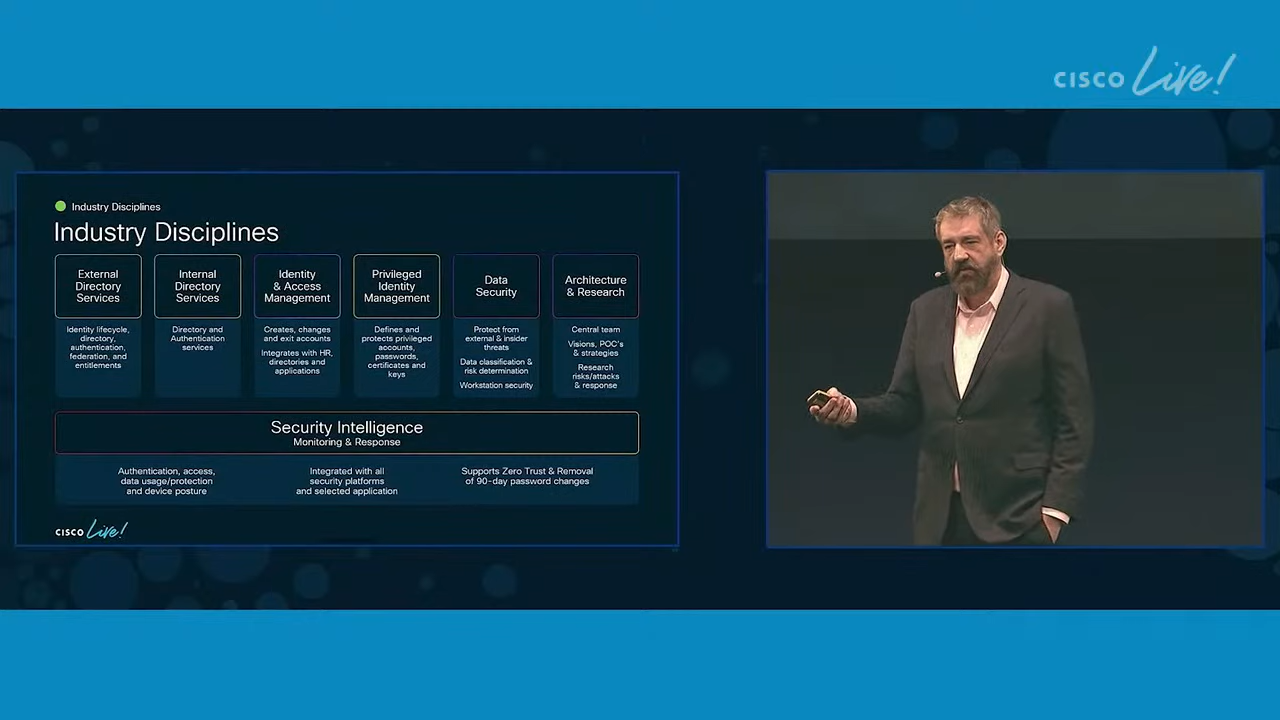 CISCO Live!
Industry Disciplines
Industry Disciplines
External
Directory
Services
Internal
Directory
Services
Identity
& Access
Management
Privileged
Identity
Management
Data
Security
Architecture
& Research
Identity lifecycle,
directory,
authentication,
federation, and
entitlements
Directory and
Authentication
services
Creates, changes
and exit accounts
Integrates with HR,
directories and
applications
Defines and
protects privileged
accounts,
passwords,
certificates and
keys
Protect from
external & insider
threats
Data classification &
risk determination
Workstation security
Central team
Visions, POC's
& strategies
Research
risks/attacks
& response
Security Intelligence
Monitoring & Response
Authentication, access,
data usage/protection
and device posture
Integrated with all
security platforms
and selected application
Supports Zero Trust & Removal
of 90-day password changes
CISCO Live!